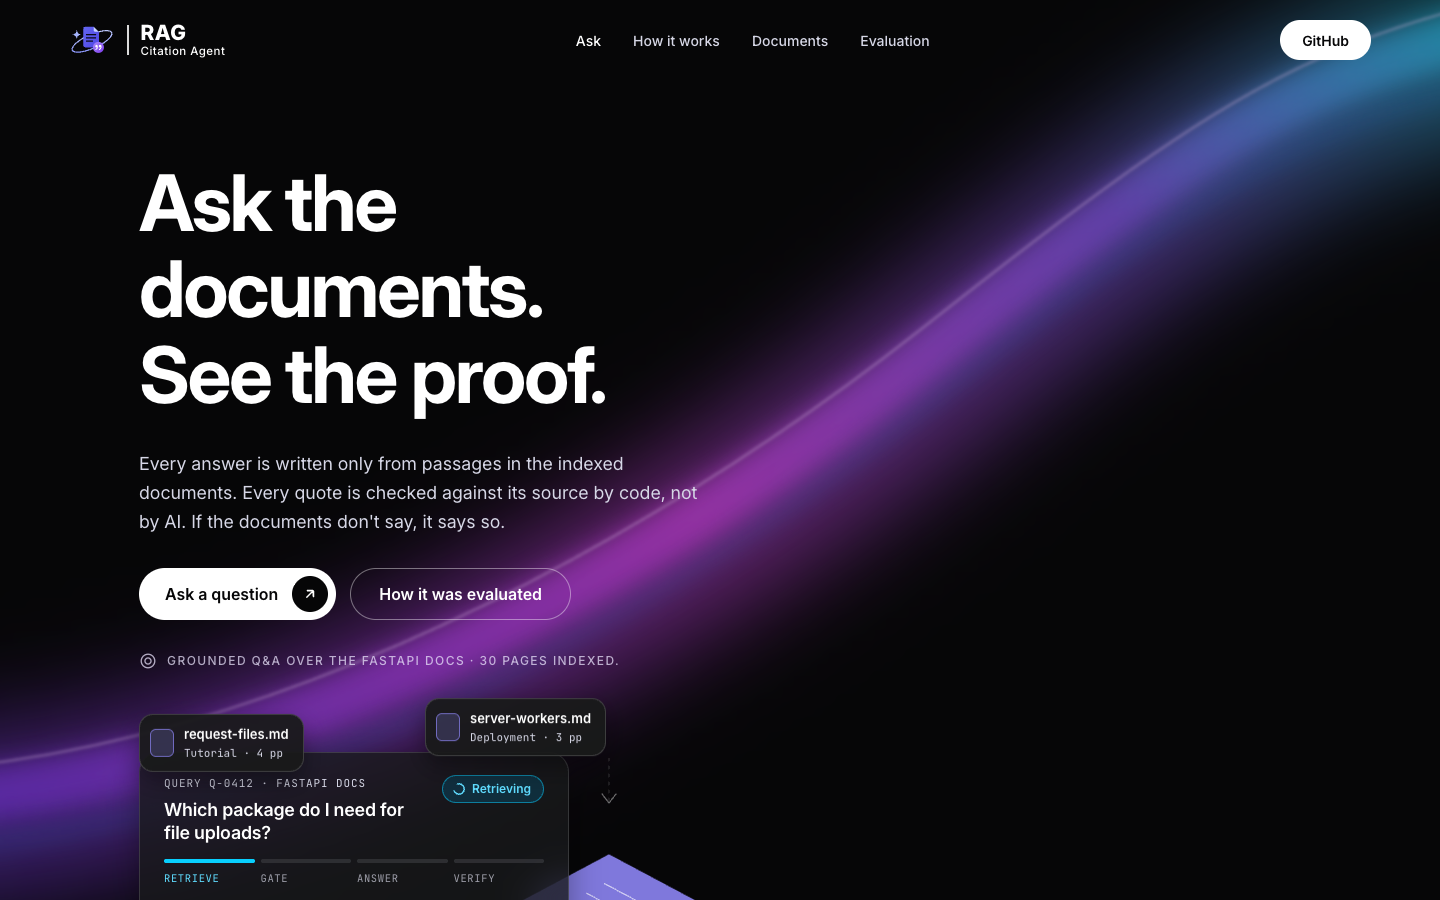 RAG
Citation Agent
Ask
How it works
Documents
Evaluation
GitHub
Ask the
documents.
See the proof.
Every answer is written only from passages in the indexed
documents. Every quote is checked against its source by code, not
by AI. If the documents don't say, it says so.
Ask a question
How it was evaluated
GROUNDED Q&A OVER THE FASTAPI DOCS · 30 PAGES INDEXED.
request-files.md
Tutorial · 4 pp
server-workers.md
Deployment · 3 pp
QUERY Q-0412 · FASTAPI DOCS
Retrieving
Which package do I need for
file uploads?
RETRIEVE
GATE
ANSWER
VERIFY